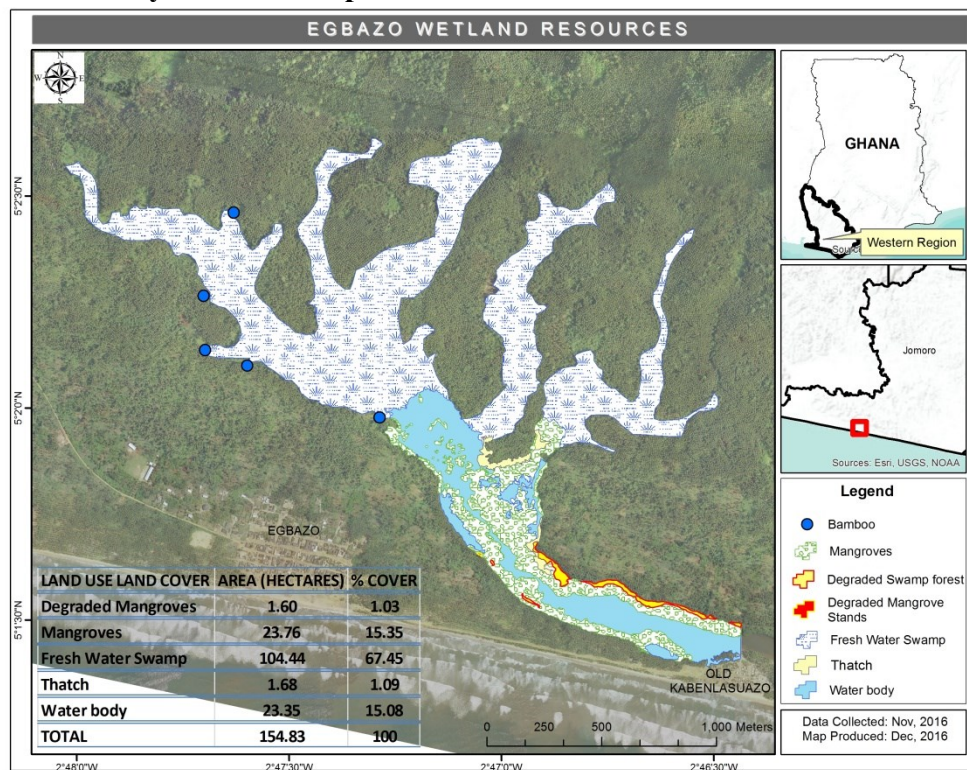 EGBAZO WETLAND RESOURCES
N
W E
S
5°2'30"N
5°2'0"N
5°1'30"N
EGBAZO
OLD
KABENLASUAZO
LAND USE LAND COVER AREA (HECTARES) % COVER
Degraded Mangroves 1.60 1.03
Mangroves 23.76 15.35
Fresh Water Swamp 104.44 67.45
Thatch 1.68 1.09
Water body 23.35 15.08
TOTAL 154.83 100
0 250 500 1,000 Meters
2°48'0"W 2°47'30"W 2°47'0"W 2°46'30"W
GHANA
Western Region
Jomoro
Sources: Esri, USGS, NOAA
Legend
Bamboo
Mangroves
Degraded Swamp forest
Degraded Mangrove
Stands
Fresh Water Swamp
Thatch
Water body
Data Collected: Nov, 2016
Map Produced: Dec, 2016